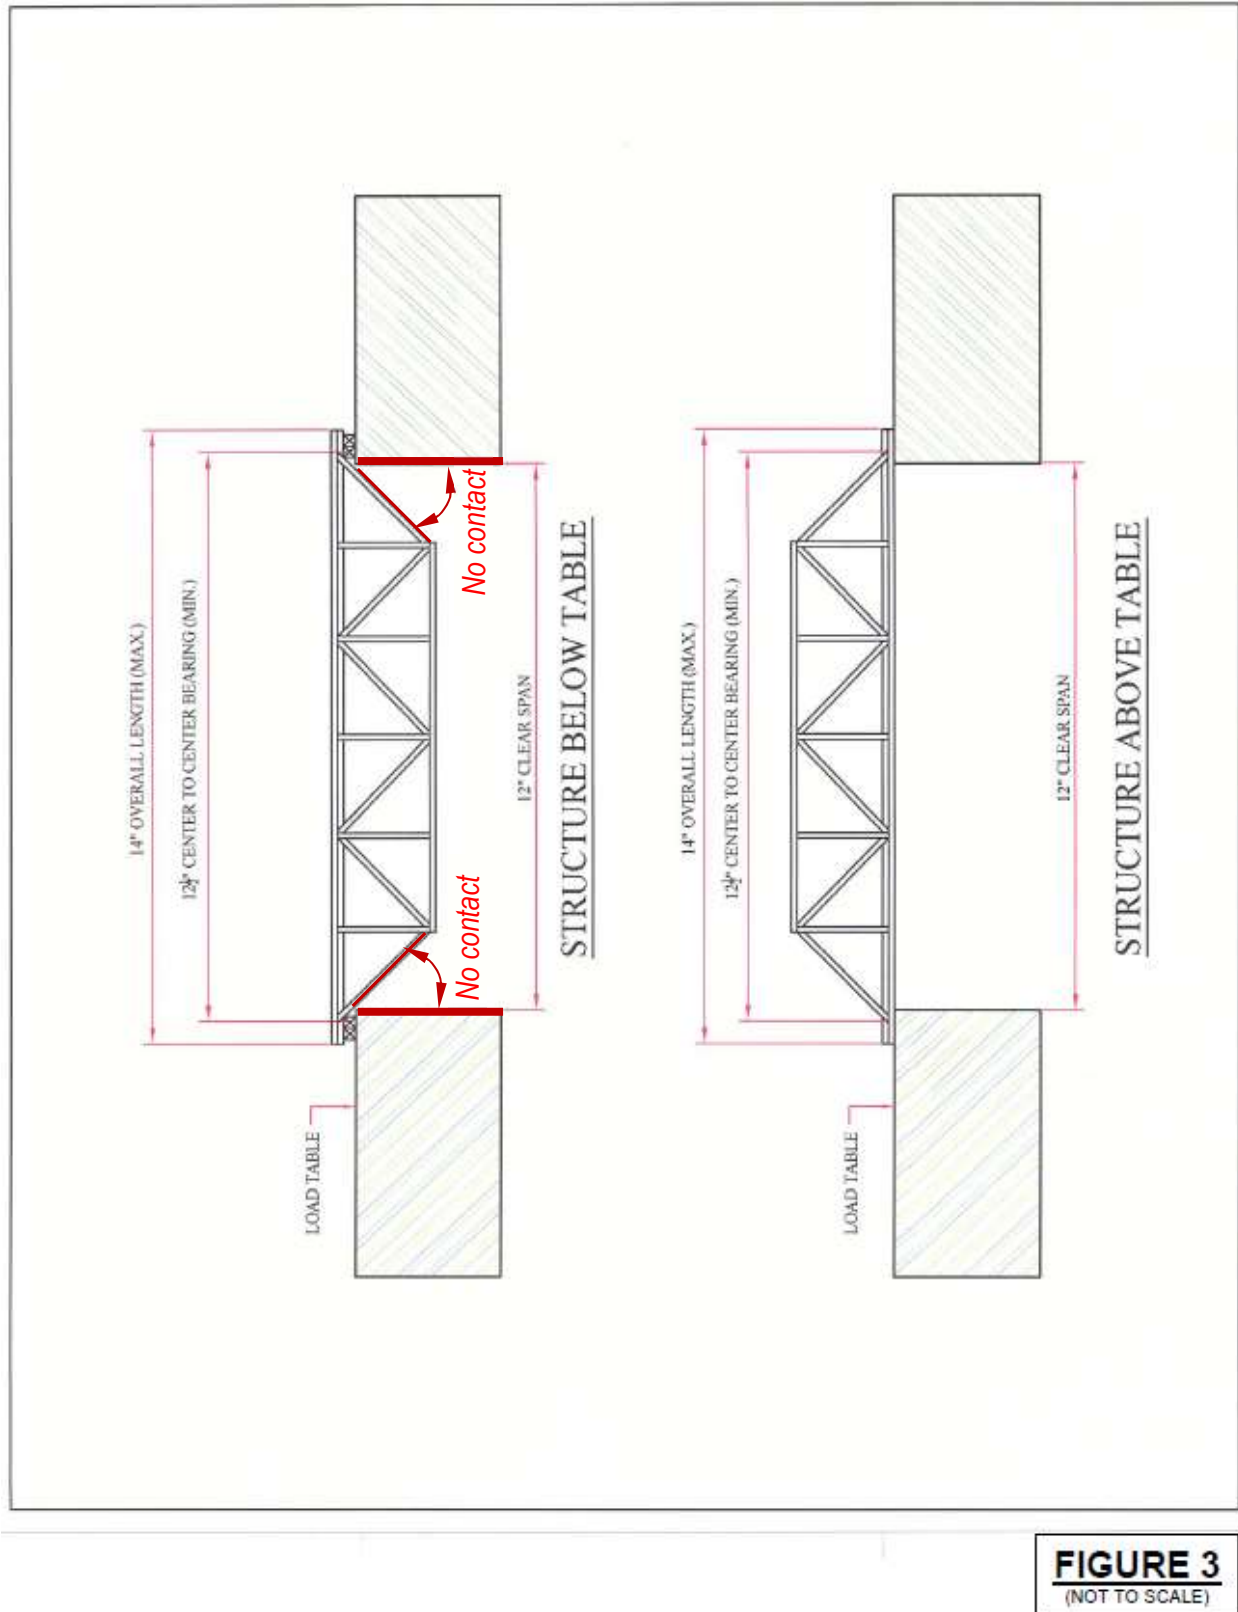 14" OVERALL LENGTH (MAX.)
12½" CENTER TO CENTER BEARING (MIN.)
LOAD TABLE
No contact
No contact
12" CLEAR SPAN
STRUCTURE BELOW TABLE
14" OVERALL LENGTH (MAX.)
12½" CENTER TO CENTER BEARING (MIN.)
LOAD TABLE
12" CLEAR SPAN
STRUCTURE ABOVE TABLE
FIGURE 3
(NOT TO SCALE)